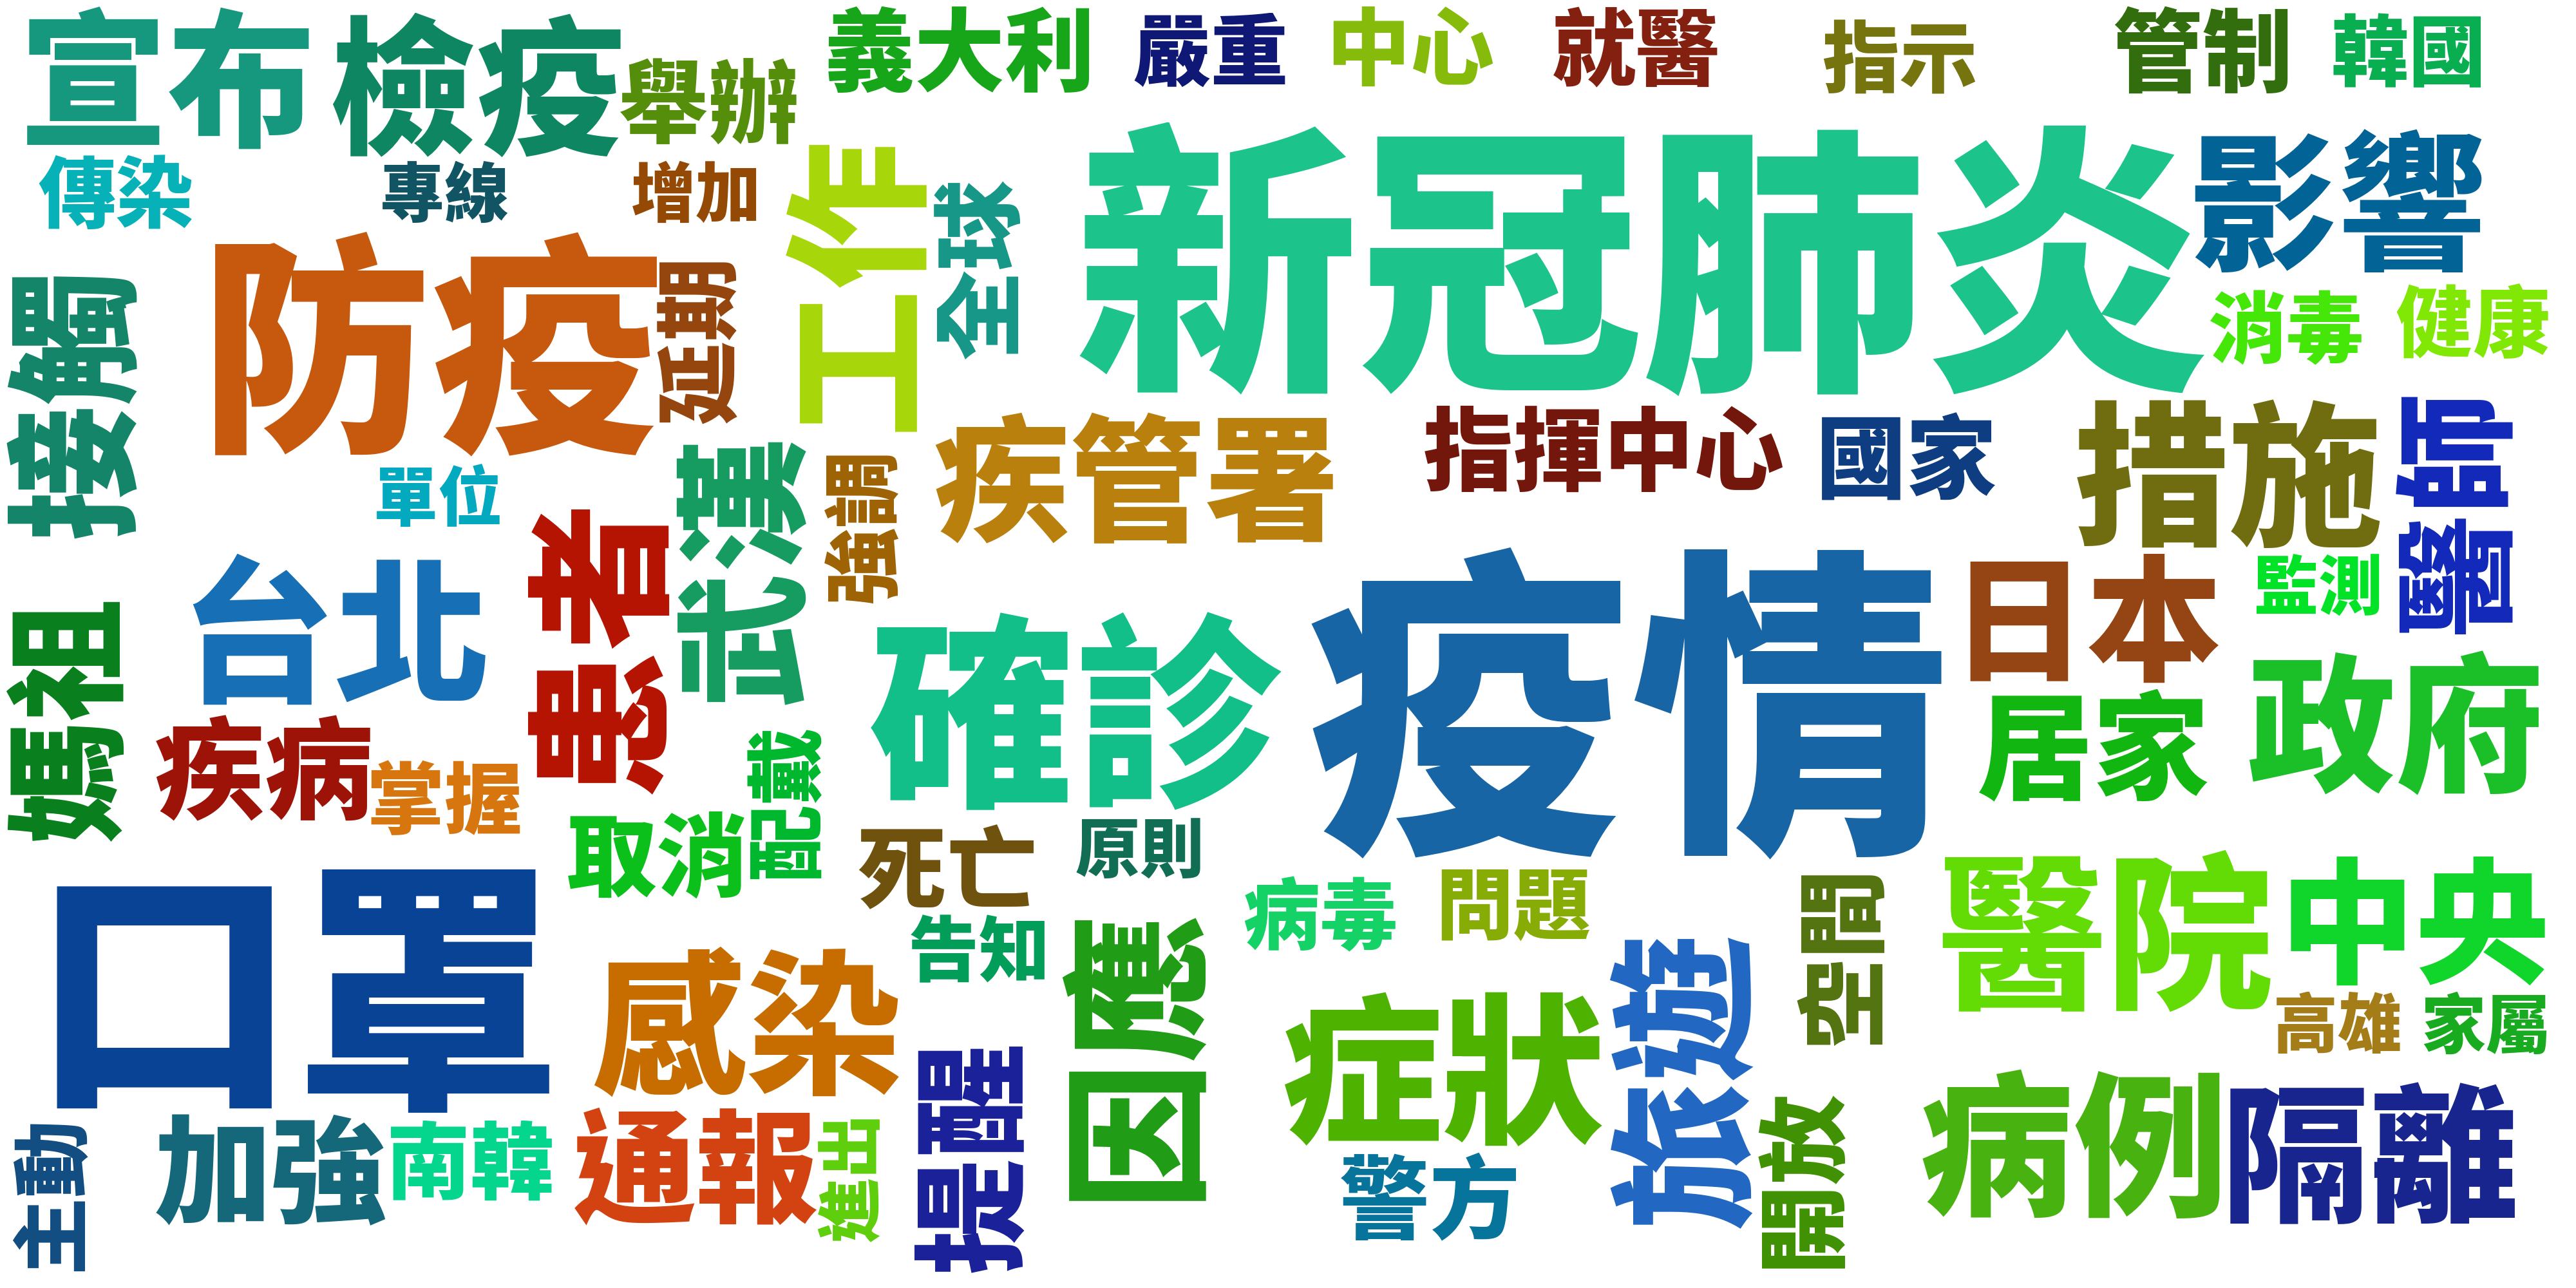 宣布
檢疫
舉辦
義大利
嚴重
中心
就醫
指示
管制
韓國
傳染
專線
增加
工作
全球
新冠肺炎
影響
接觸
防疫
延期
消毒
健康
單位
患者
武漢
強調
疾管署
指揮中心
國家
措施
醫師
媽祖
台北
確診
疫情
日本
監測
疾病
掌握
取消
配戴
死亡
原則
居家
政府
口罩
感染
告知
因應
病毒
問題
旅遊
空間
醫院
中央
高雄
家屬
主動
加強
南韓
通報
進出
提醒
症狀
警方
開放
病例
隔離